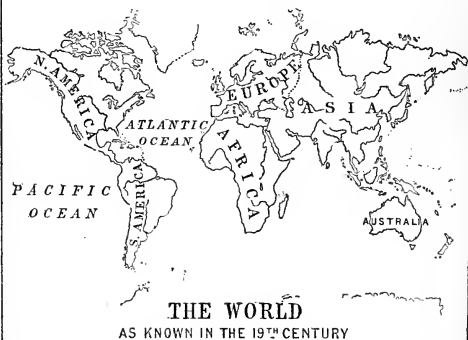 N. AMERICA
EUROPE
ASIA
ATLANTIC
OCEAN
AFRICA
PACIFIC
OCEAN
S. AMERICA
AUSTRALIA
THE WORLD
AS KNOWN IN THE 19TH CENTURY